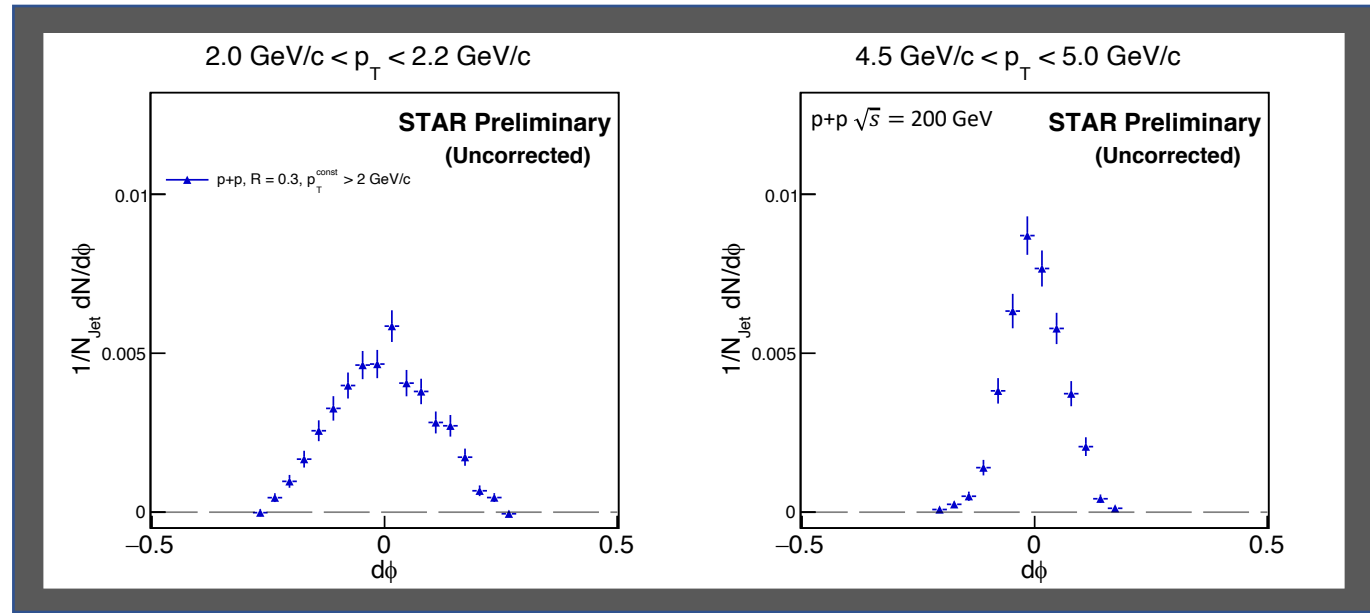 2.0 GeV/c < p_T < 2.2 GeV/c
STAR Preliminary
(Uncorrected)
p+p, R = 0.3, p_T^const > 2 GeV/c
0.01
0.005
0
1/N_Jet dN/dϕ
−0.5
0
0.5
dϕ
4.5 GeV/c < p_T < 5.0 GeV/c
p+p √s = 200 GeV
STAR Preliminary
(Uncorrected)
0.01
0.005
0
1/N_Jet dN/dϕ
−0.5
0
0.5
dϕ